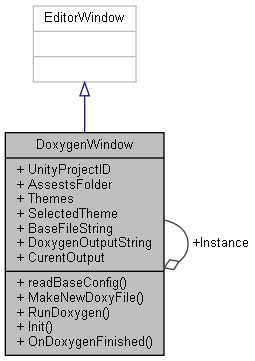 EditorWindow
DoxygenWindow
+ UnityProjectID
+ AssestsFolder
+ Themes
+ SelectedTheme
+ BaseFileString
+ DoxygenOutputString
+ CurentOutput
+Instance
+ readBaseConfig()
+ MakeNewDoxyFile()
+ RunDoxygen()
+ Init()
+ OnDoxygenFinished()